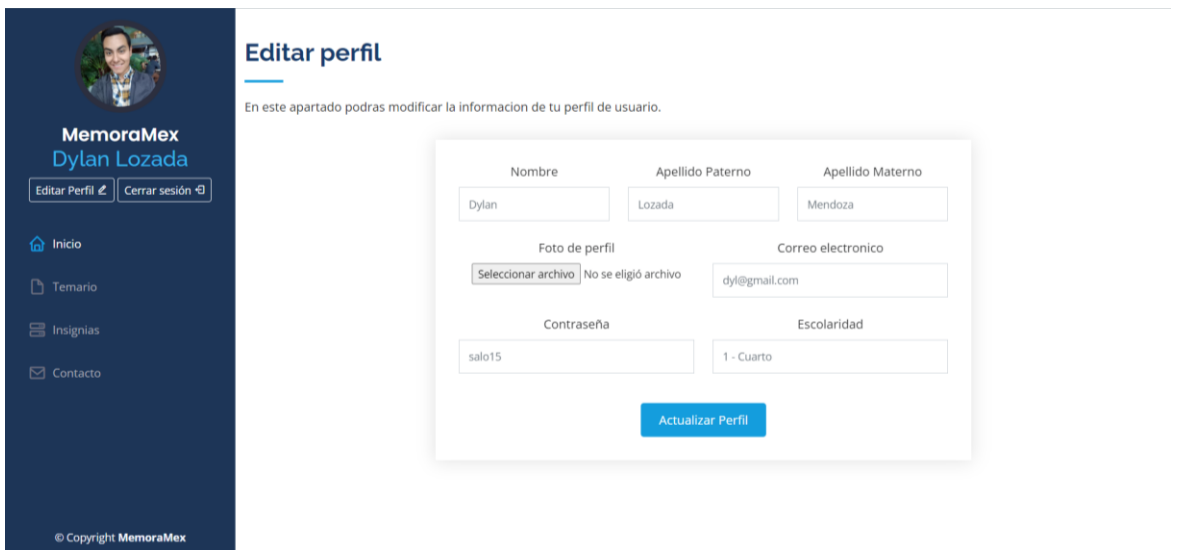 MemoraMex
Dylan Lozada
Editar Perfil Cerrar sesión
Inicio
Temario
Insignias
Contacto
© Copyright MemoraMex
Editar perfil
En este apartado podras modificar la informacion de tu perfil de usuario.
Nombre Apellido Paterno Apellido Materno
Dylan Lozada Mendoza
Foto de perfil Correo electronico
Seleccionar archivo No se eligió archivo dyl@gmail.com
Contraseña Escolaridad
salo15 1 - Cuarto
Actualizar Perfil